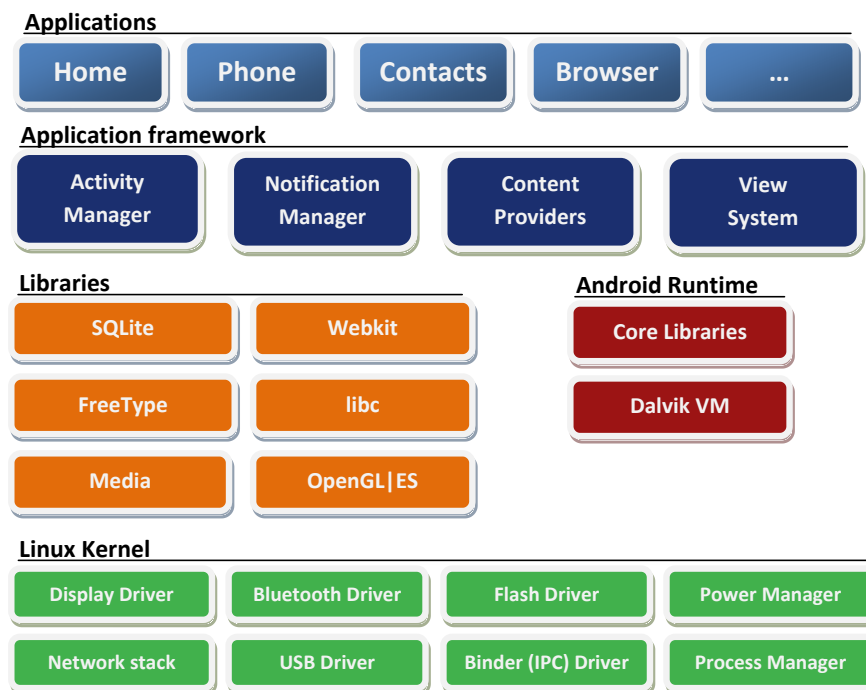 Applications
Home Phone Contacts Browser ...
Application framework
Activity Manager
Notification Manager
Content Providers
View System
Libraries
SQLite Webkit
FreeType libc
Media OpenGL|ES
Android Runtime
Core Libraries
Dalvik VM
Linux Kernel
Display Driver Bluetooth Driver Flash Driver Power Manager
Network stack USB Driver Binder (IPC) Driver Process Manager